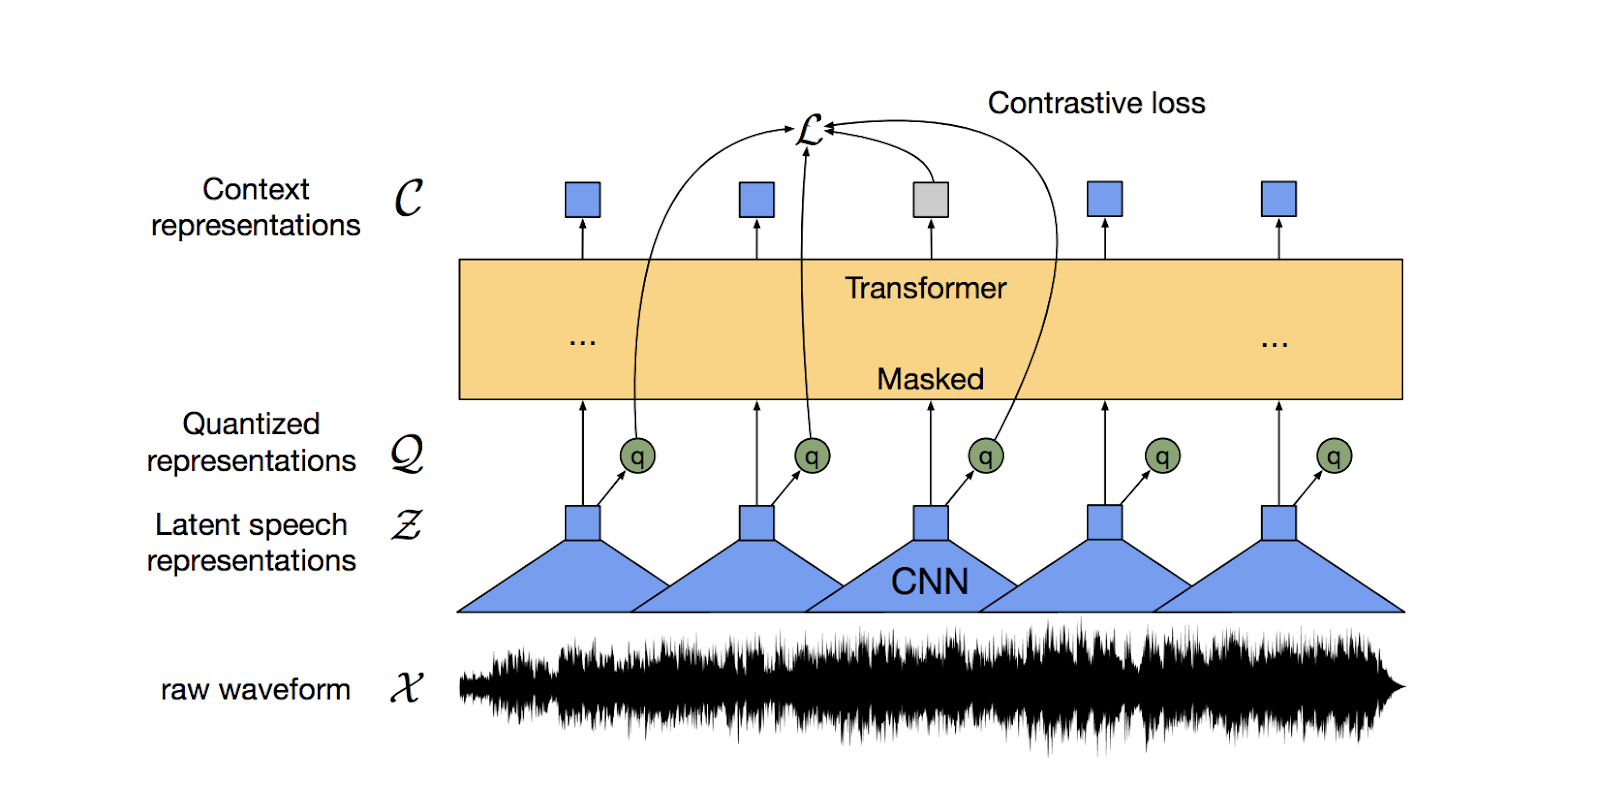 Contrastive loss
ℒ
Context
representations
𝒞
Transformer
...
...
Masked
Quantized
representations
𝒬
q
q
q
q
q
Latent speech
representations
𝒵
CNN
raw waveform
𝒳